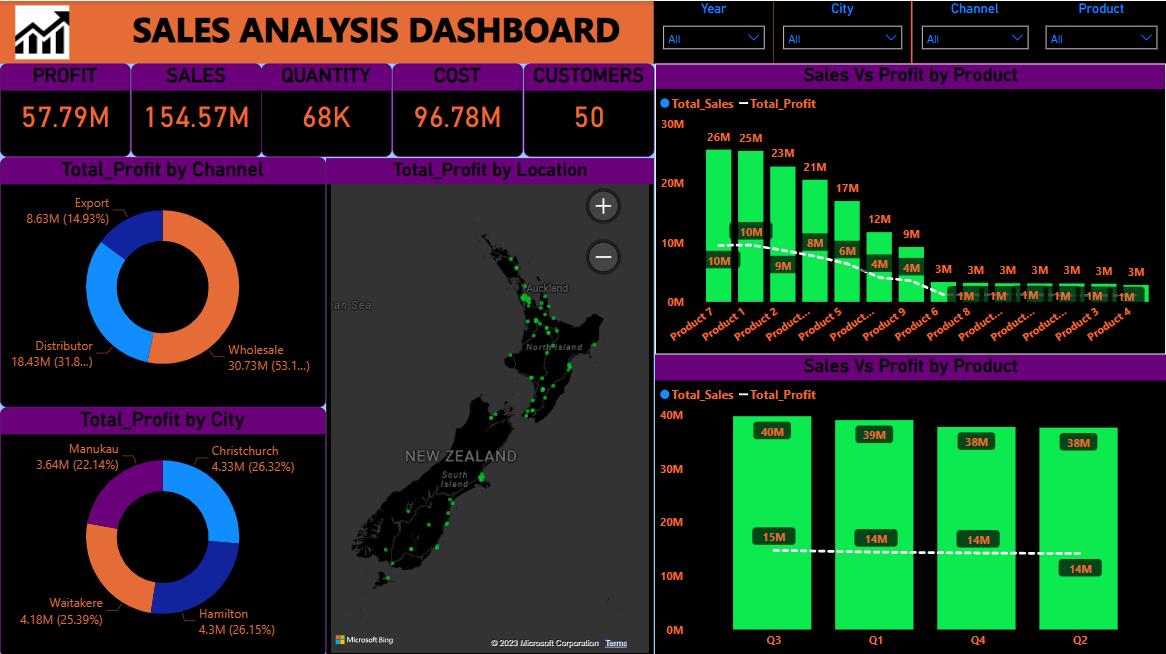 SALES ANALYSIS DASHBOARD
Year
City
Channel
Product
All
All
All
All
PROFIT
SALES
QUANTITY
COST
CUSTOMERS
57.79M
154.57M
68K
96.78M
50
Total_Profit by Channel
Export
8.63M (14.93%)
Distributor
18.43M (31.8...)
Wholesale
30.73M (53.1...)
Total_Profit by City
Manukau
3.64M (22.14%)
Christchurch
4.33M (26.32%)
Waitakere
4.18M (25.39%)
Hamilton
4.3M (26.15%)
Total_Profit by Location
+
−
an Sea
Auckland
North Island
NEW ZEALAND
South
Island
Microsoft Bing
© 2023 Microsoft Corporation Terms
Sales Vs Profit by Product
Total_Sales Total_Profit
30M
20M
10M
0M
26M 25M 23M 21M 17M 12M 9M 3M 3M 3M 3M 3M 3M 3M
10M 10M 9M 8M 6M 4M 4M 1M 1M 1M 1M 1M 1M
Product 7 Product 1 Product 2 Product... Product 5 Product... Product 9 Product 6 Product 8 Product... Product... Product... Product 3 Product 4
Sales Vs Profit by Product
Total_Sales Total_Profit
40M
30M
20M
10M
0M
40M 39M 38M 38M
15M 14M 14M 14M
Q3 Q1 Q4 Q2